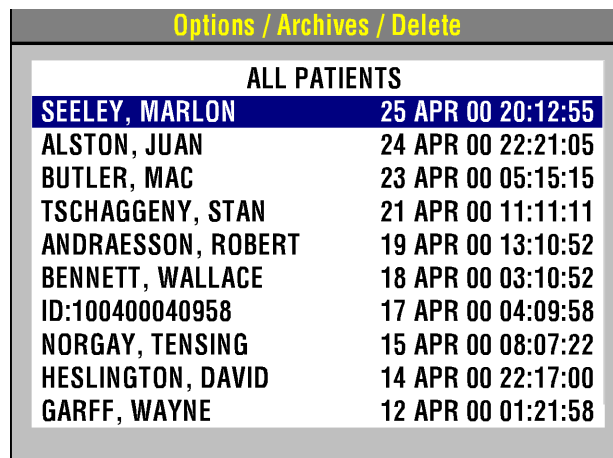 Options / Archives / Delete
ALL PATIENTS
SEELEY, MARLON 25 APR 00 20:12:55
ALSTON, JUAN 24 APR 00 22:21:05
BUTLER, MAC 23 APR 00 05:15:15
TSCHAGGENY, STAN 21 APR 00 11:11:11
ANDRAESSON, ROBERT 19 APR 00 13:10:52
BENNETT, WALLACE 18 APR 00 03:10:52
ID:100400040958 17 APR 00 04:09:58
NORGAY, TENSING 15 APR 00 08:07:22
HESLINGTON, DAVID 14 APR 00 22:17:00
GARFF, WAYNE 12 APR 00 01:21:58